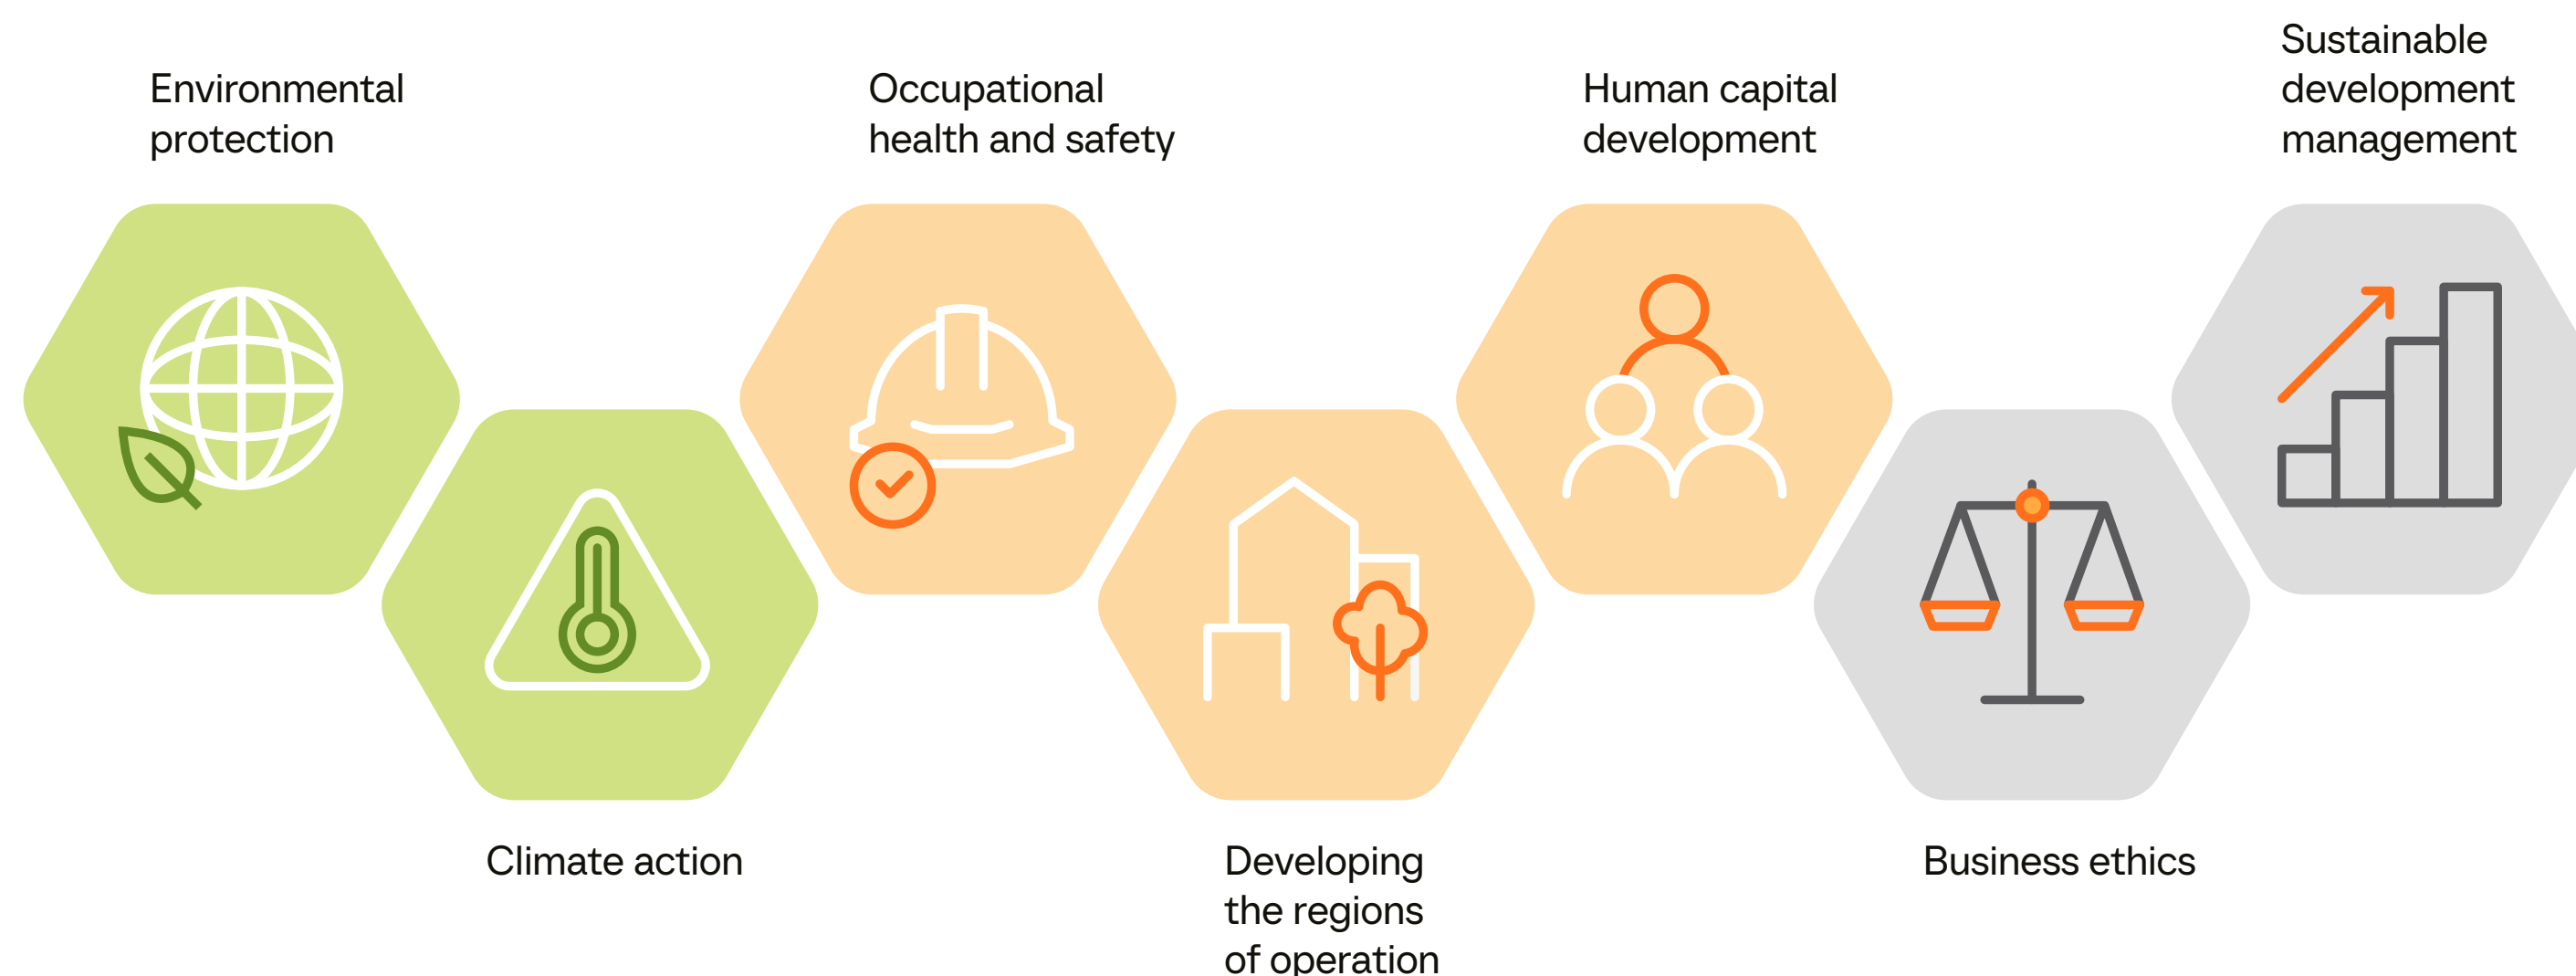 Environmental
protection
Climate action
Occupational
health and safety
Developing
the regions
of operation
Human capital
development
Business ethics
Sustainable
development
management